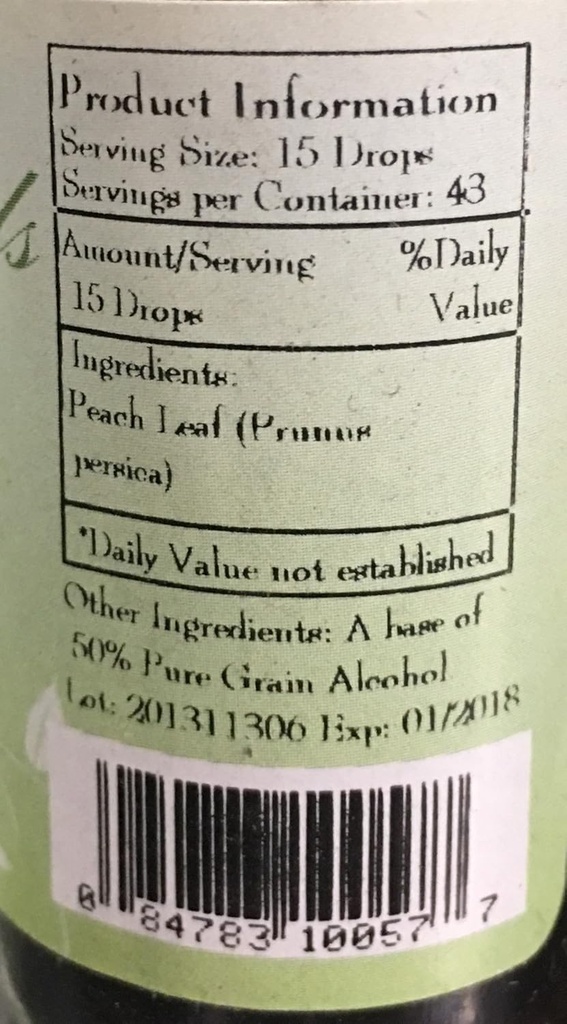 Product Information
Serving Size: 15 Drops
Servings per Container: 43
Amount/Serving %Daily
15 Drops Value
Ingredients:
Peach Leaf (Prunus
persica)
*Daily Value not established
Other Ingredients: A base of
50% Pure Grain Alcohol
Lot: 201311306 Exp: 01/2018
0 84783 10057 7